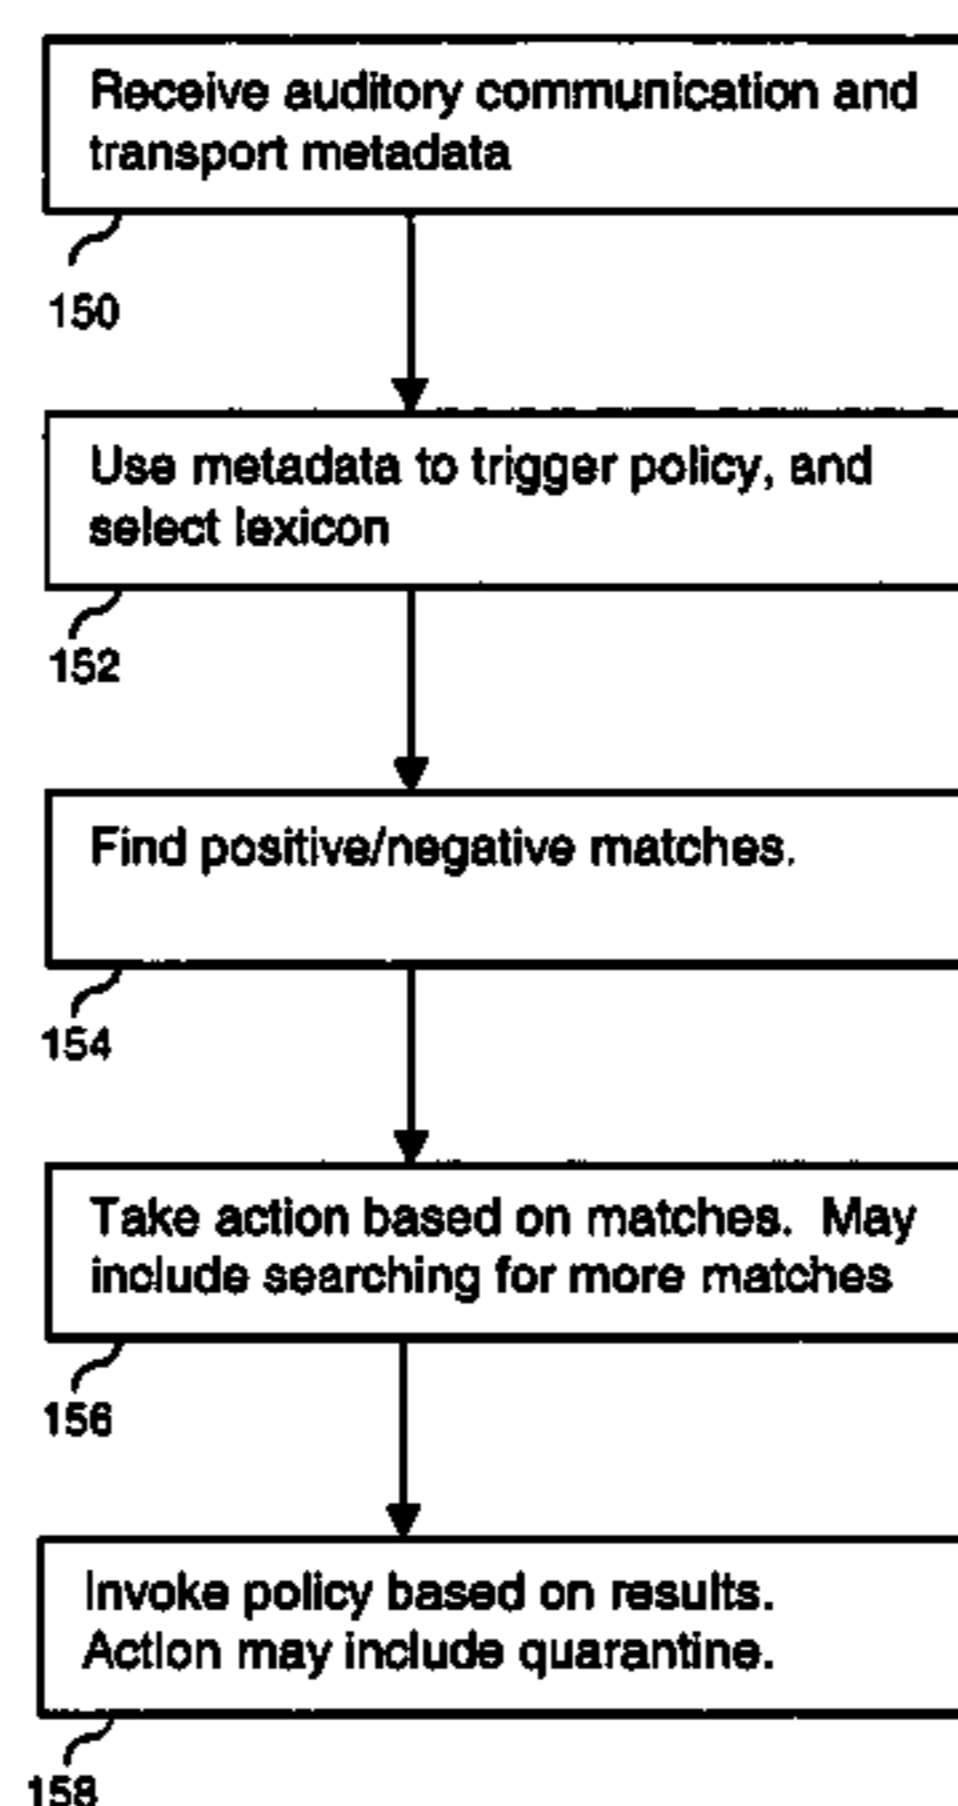 Receive auditory communication and
transport metadata
150
Use metadata to trigger policy, and
select lexicon
152
Find positive/negative matches.
154
Take action based on matches. May
include searching for more matches
156
Invoke policy based on results.
Action may include quarantine.
158